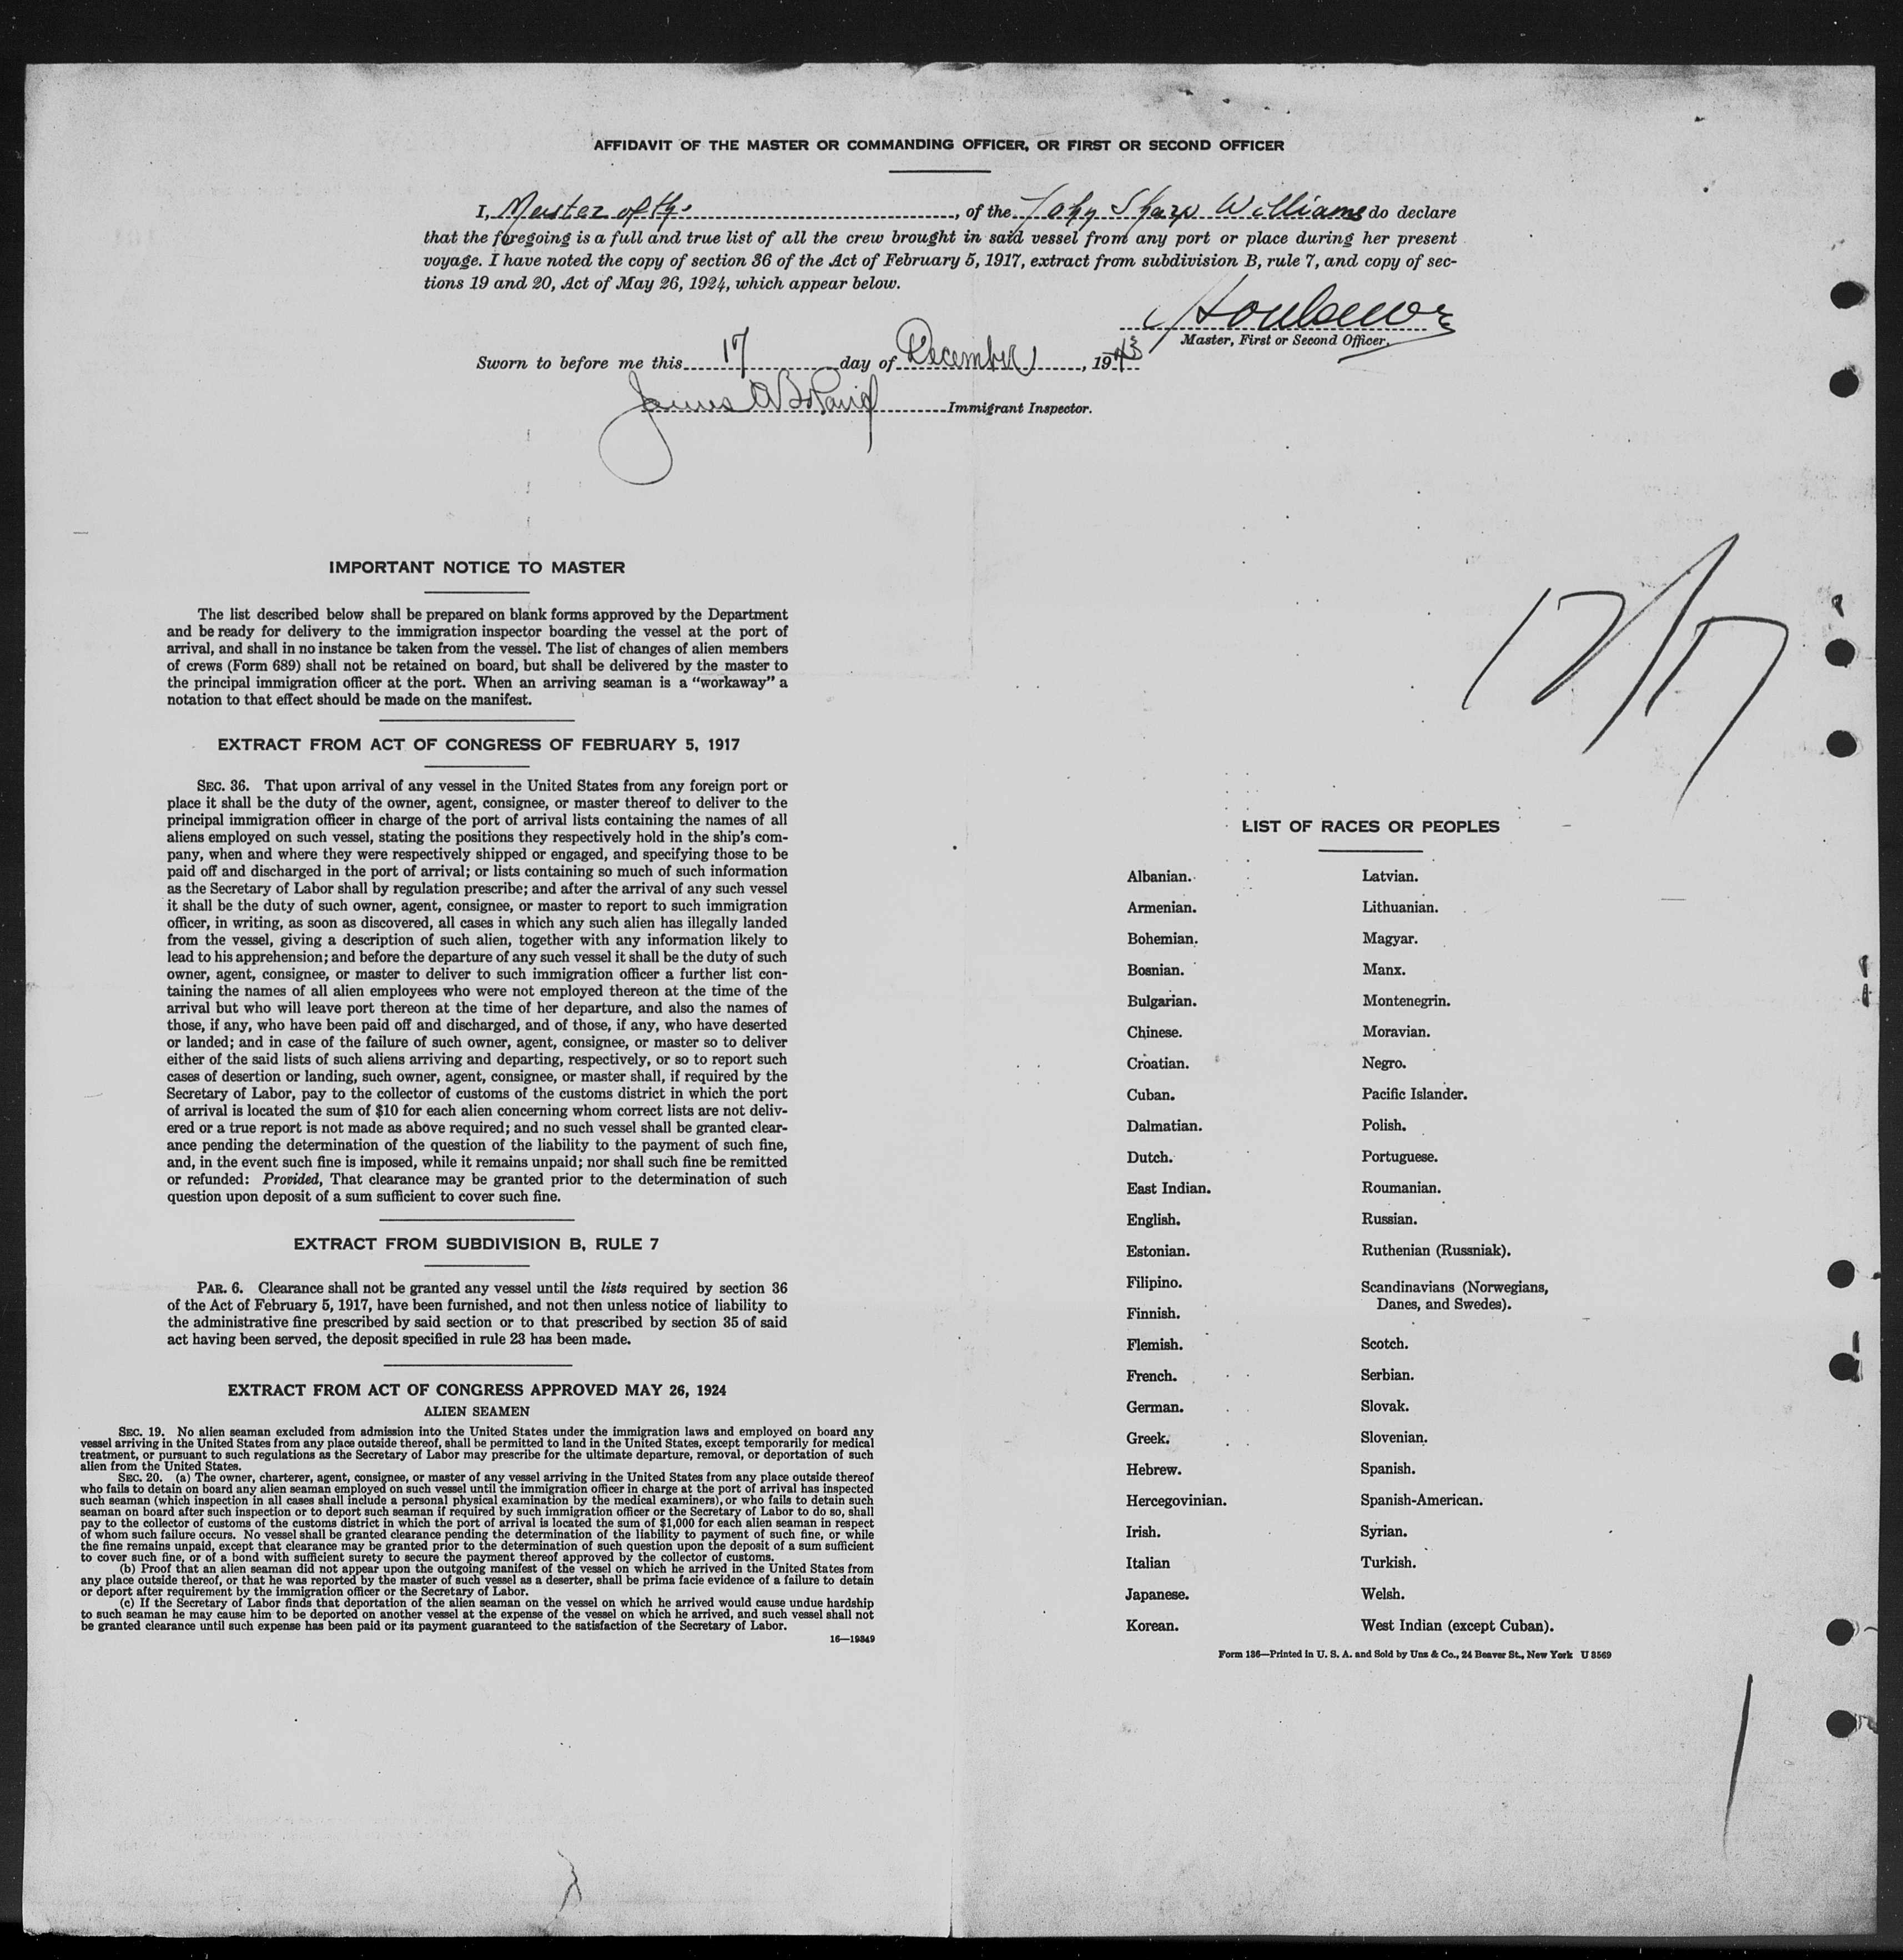 AFFIDAVIT OF THE MASTER OR COMMANDING OFFICER, OR FIRST OR SECOND OFFICER
I, Master of the, of the John Sharp Williams do declare
that the foregoing is a full and true list of all the crew brought in said vessel from any port or place during her present
voyage. I have noted the copy of section 36 of the Act of February 5, 1917, extract from subdivision B, rule 7, and copy of sec-
tions 19 and 20, Act of May 26, 1924, which appear below.
Master, First or Second Officer.
Sworn to before me this 17 day of December, 1943
James Immigrant Inspector.
12/17
IMPORTANT NOTICE TO MASTER
The list described below shall be prepared on blank forms approved by the Department
and be ready for delivery to the immigration inspector boarding the vessel at the port of
arrival, and shall in no instance be taken from the vessel. The list of changes of alien members
of crews (Form 689) shall not be retained on board, but shall be delivered by the master to
the principal immigration officer at the port. When an arriving seaman is a "workaway" a
notation to that effect should be made on the manifest.
EXTRACT FROM ACT OF CONGRESS OF FEBRUARY 5, 1917
SEC. 36. That upon arrival of any vessel in the United States from any foreign port or
place it shall be the duty of the owner, agent, consignee, or master thereof to deliver to the
principal immigration officer in charge of the port of arrival lists containing the names of all
aliens employed on such vessel, stating the positions they respectively hold in the ship's com-
pany, when and where they were respectively shipped or engaged, and specifying those to be
paid off and discharged in the port of arrival; or lists containing so much of such information
as the Secretary of Labor shall by regulation prescribe; and after the arrival of any such vessel
it shall be the duty of such owner, agent, consignee, or master to report to such immigration
officer, in writing, as soon as discovered, all cases in which any such alien has illegally landed
from the vessel, giving a description of such alien, together with any information likely to
lead to his apprehension; and before the departure of any such vessel it shall be the duty of such
owner, agent, consignee, or master to deliver to such immigration officer a further list con-
taining the names of all alien employees who were not employed thereon at the time of the
arrival but who will leave port thereon at the time of her departure, and also the names of
those, if any, who have been paid off and discharged, and of those, if any, who have deserted
or landed; and in case of the failure of such owner, agent, consignee, or master so to deliver
either of the said lists of such aliens arriving and departing, respectively, or so to report such
cases of desertion or landing, such owner, agent, consignee, or master shall, if required by the
Secretary of Labor, pay to the collector of customs of the customs district in which the port
of arrival is located the sum of $10 for each alien concerning whom correct lists are not deliv-
ered or a true report is not made as above required; and no such vessel shall be granted clear-
ance pending the determination of the question of the liability to the payment of such fine,
and, in the event such fine is imposed, while it remains unpaid; nor shall such fine be remitted
or refunded: Provided, That clearance may be granted prior to the determination of such
question upon deposit of a sum sufficient to cover such fine.
EXTRACT FROM SUBDIVISION B, RULE 7
PAR. 6. Clearance shall not be granted any vessel until the lists required by section 36
of the Act of February 5, 1917, have been furnished, and not then unless notice of liability to
the administrative fine prescribed by said section or to that prescribed by section 35 of said
act having been served, the deposit specified in rule 23 has been made.
EXTRACT FROM ACT OF CONGRESS APPROVED MAY 26, 1924
ALIEN SEAMEN
SEC. 19. No alien seaman excluded from admission into the United States under the immigration laws and employed on board any
vessel arriving in the United States from any place outside thereof, shall be permitted to land in the United States, except temporarily for medical
treatment, or pursuant to such regulations as the Secretary of Labor may prescribe for the ultimate departure, removal, or deportation of such
alien from the United States.
SEC. 20. (a) The owner, charterer, agent, consignee, or master of any vessel arriving in the United States from any place outside thereof
who fails to detain on board any alien seaman employed on such vessel until the immigration officer in charge at the port of arrival has inspected
such seaman (which inspection in all cases shall include a personal physical examination by the medical examiners), or who fails to detain such
seaman on board after such inspection or to deport such seaman if required by such immigration officer or the Secretary of Labor to do so, shall
pay to the collector of customs of the customs district in which the port of arrival is located the sum of $1,000 for each alien seaman in respect
of whom such failure occurs. No vessel shall be granted clearance pending the determination of the liability to payment of such fine, or while
the fine remains unpaid, except that clearance may be granted prior to the determination of such question upon the deposit of a sum sufficient
to cover such fine, or of a bond with sufficient surety to secure the payment thereof approved by the collector of customs.
(b) Proof that an alien seaman did not appear upon the outgoing manifest of the vessel on which he arrived in the United States from
any place outside thereof, or that he was reported by the master of such vessel as a deserter, shall be prima facie evidence of a failure to detain
or deport after requirement by the immigration officer or the Secretary of Labor.
(c) If the Secretary of Labor finds that deportation of the alien seaman on the vessel on which he arrived would cause undue hardship
to such seaman he may cause him to be deported on another vessel at the expense of the vessel on which he arrived, and such vessel shall not
be granted clearance until such expense has been paid or its payment guaranteed to the satisfaction of the Secretary of Labor.
16—19849
LIST OF RACES OR PEOPLES
Albanian.
Armenian.
Bohemian.
Bosnian.
Bulgarian.
Chinese.
Croatian.
Cuban.
Dalmatian.
Dutch.
East Indian.
English.
Estonian.
Filipino.
Finnish.
Flemish.
French.
German.
Greek.
Hebrew.
Hercegovinian.
Irish.
Italian
Japanese.
Korean.
Latvian.
Lithuanian.
Magyar.
Manx.
Montenegrin.
Moravian.
Negro.
Pacific Islander.
Polish.
Portuguese.
Roumanian.
Russian.
Ruthenian (Russniak).
Scandinavians (Norwegians,
Danes, and Swedes).
Scotch.
Serbian.
Slovak.
Slovenian.
Spanish.
Spanish-American.
Syrian.
Turkish.
Welsh.
West Indian (except Cuban).
Form 136—Printed in U. S. A. and Sold by Unz & Co., 24 Beaver St., New York U 3569